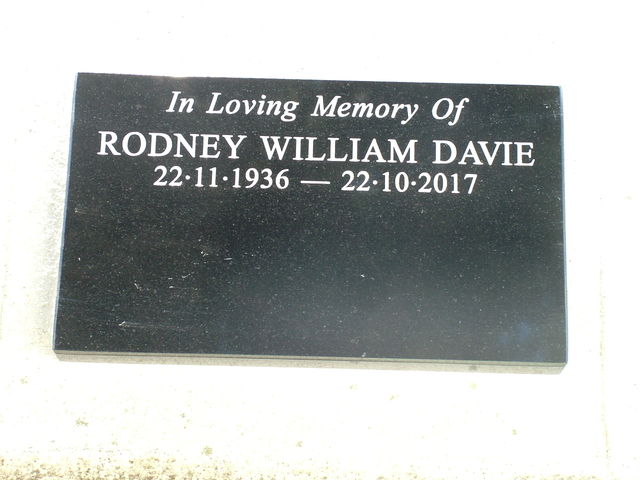 In Loving Memory Of
RODNEY WILLIAM DAVIE
22·11·1936 — 22·10·2017